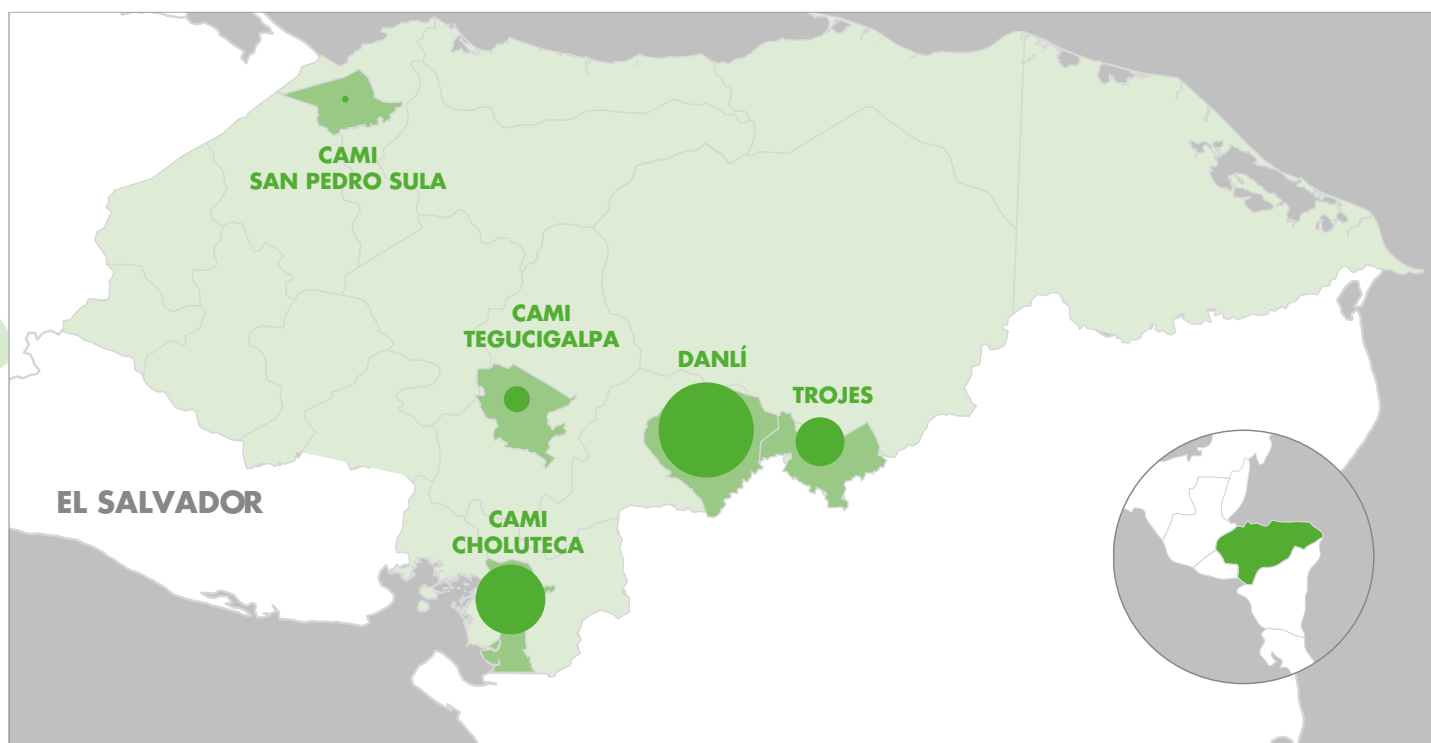 CAMI
SAN PEDRO SULA
CAMI
TEGUCIGALPA
DANLÍ
TROJES
EL SALVADOR
CAMI
CHOLUTECA